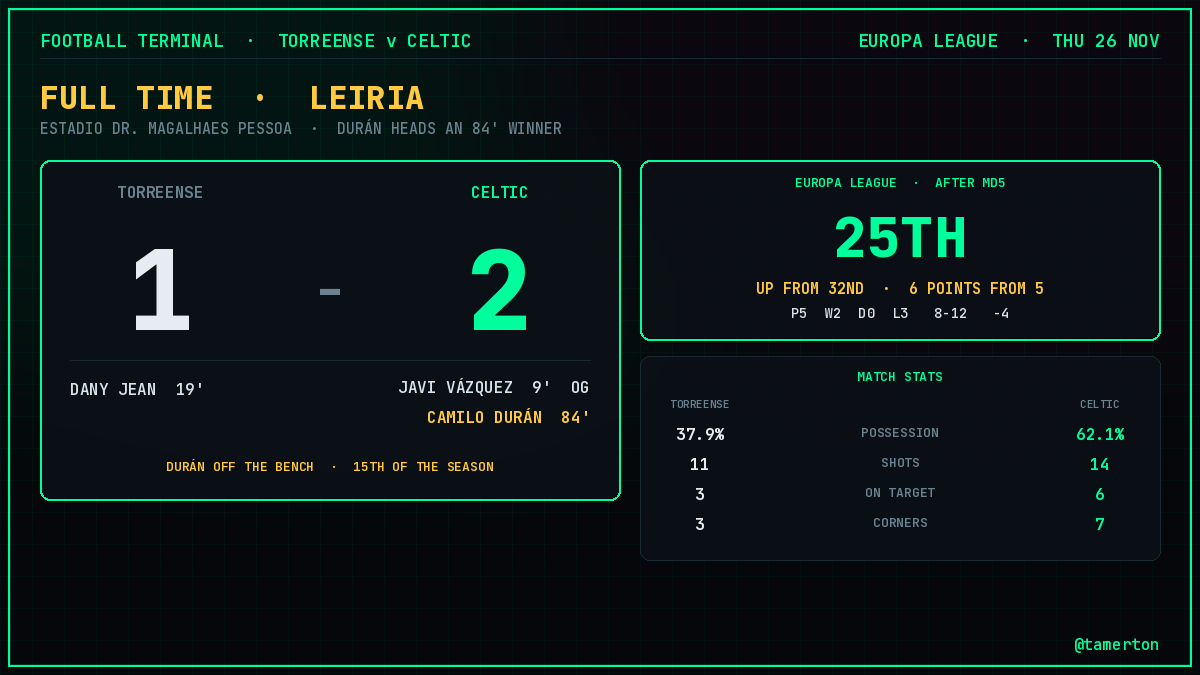 FOOTBALL TERMINAL · TORREENSE v CELTIC
EUROPA LEAGUE · THU 26 NOV
FULL TIME · LEIRIA
ESTADIO DR. MAGALHAES PESSOA · DURÁN HEADS AN 84' WINNER
TORREENSE CELTIC
1 - 2
DANY JEAN 19'
JAVI VÁZQUEZ 9' OG
CAMILO DURÁN 84'
DURÁN OFF THE BENCH · 15TH OF THE SEASON
EUROPA LEAGUE · AFTER MD5
25TH
UP FROM 32ND · 6 POINTS FROM 5
P5 W2 D0 L3 8-12 -4
MATCH STATS
TORREENSE CELTIC
37.9% POSSESSION 62.1%
11 SHOTS 14
3 ON TARGET 6
3 CORNERS 7
@tamerton